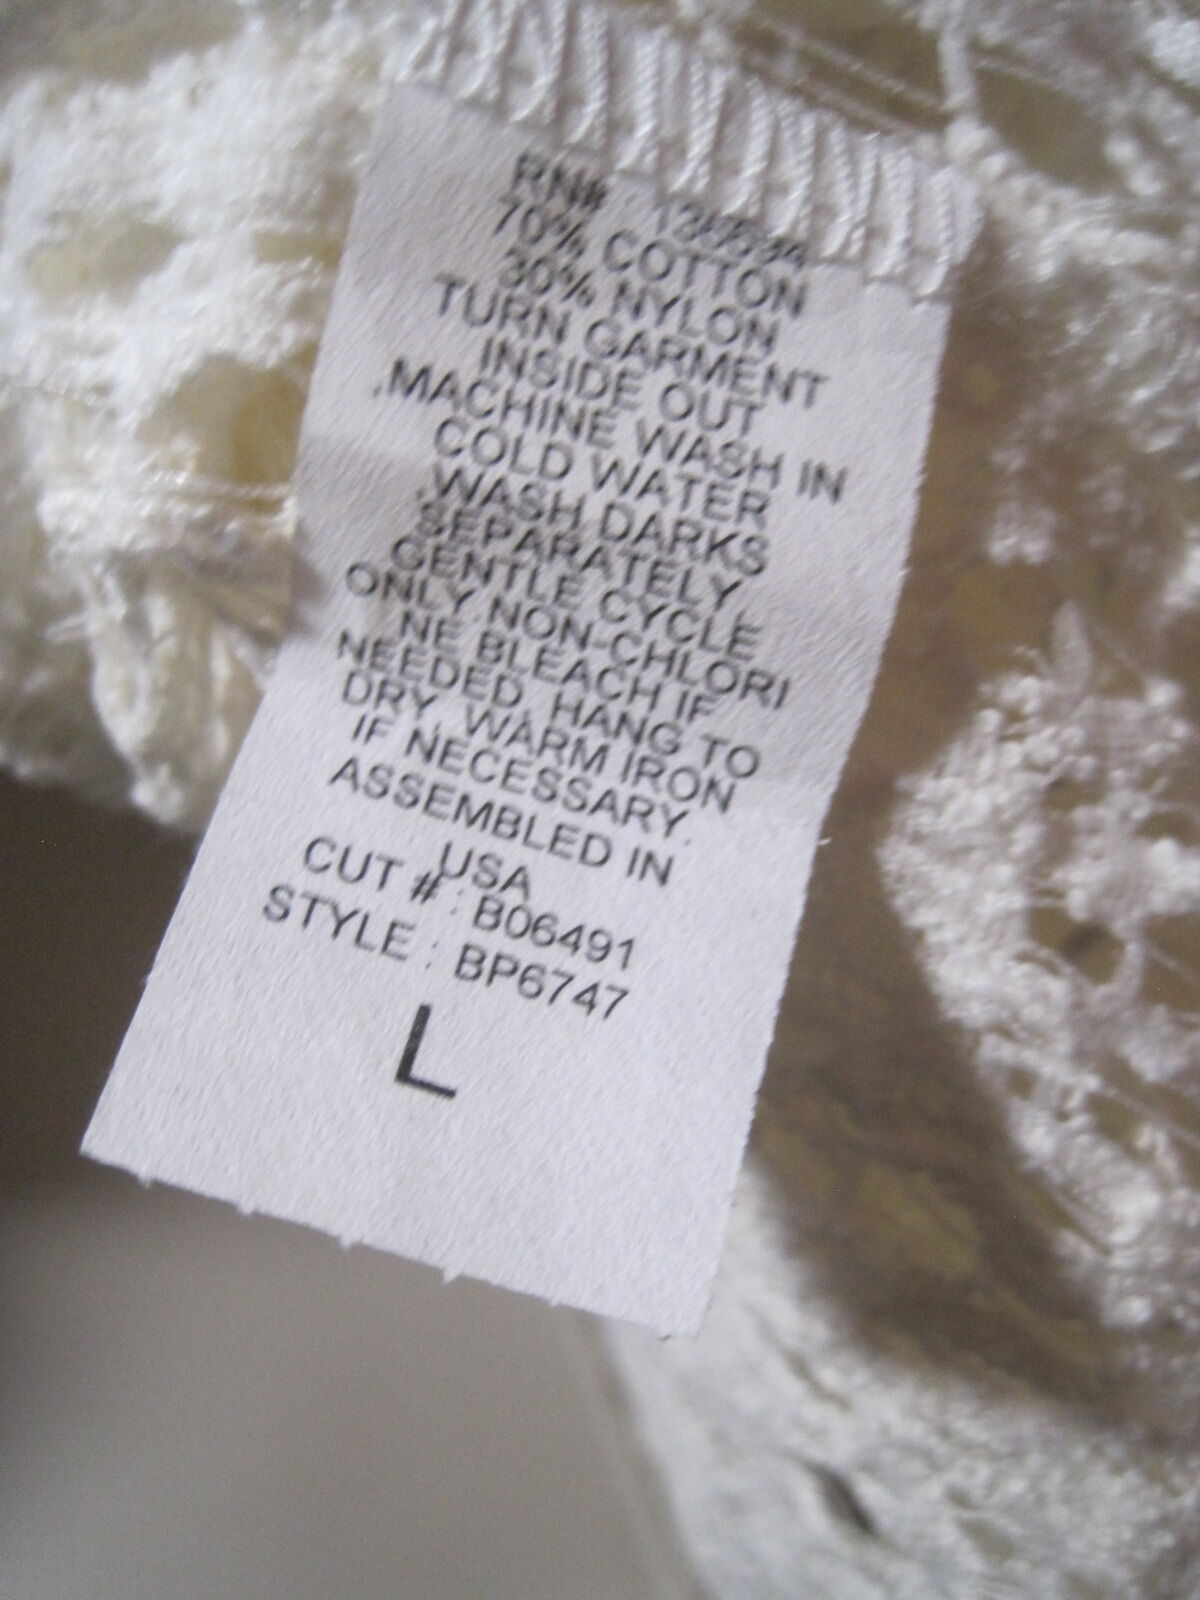 RN#
70% COTTON
30% NYLON
TURN GARMENT
INSIDE OUT
.MACHINE WASH IN
COLD WATER
.WASH DARKS
SEPARATELY
GENTLE CYCLE
ONLY NON-CHLORI
NE BLEACH IF
NEEDED. HANG TO
DRY. WARM IRON
IF NECESSARY.
ASSEMBLED IN
USA
CUT # : B06491
STYLE : BP6747
L